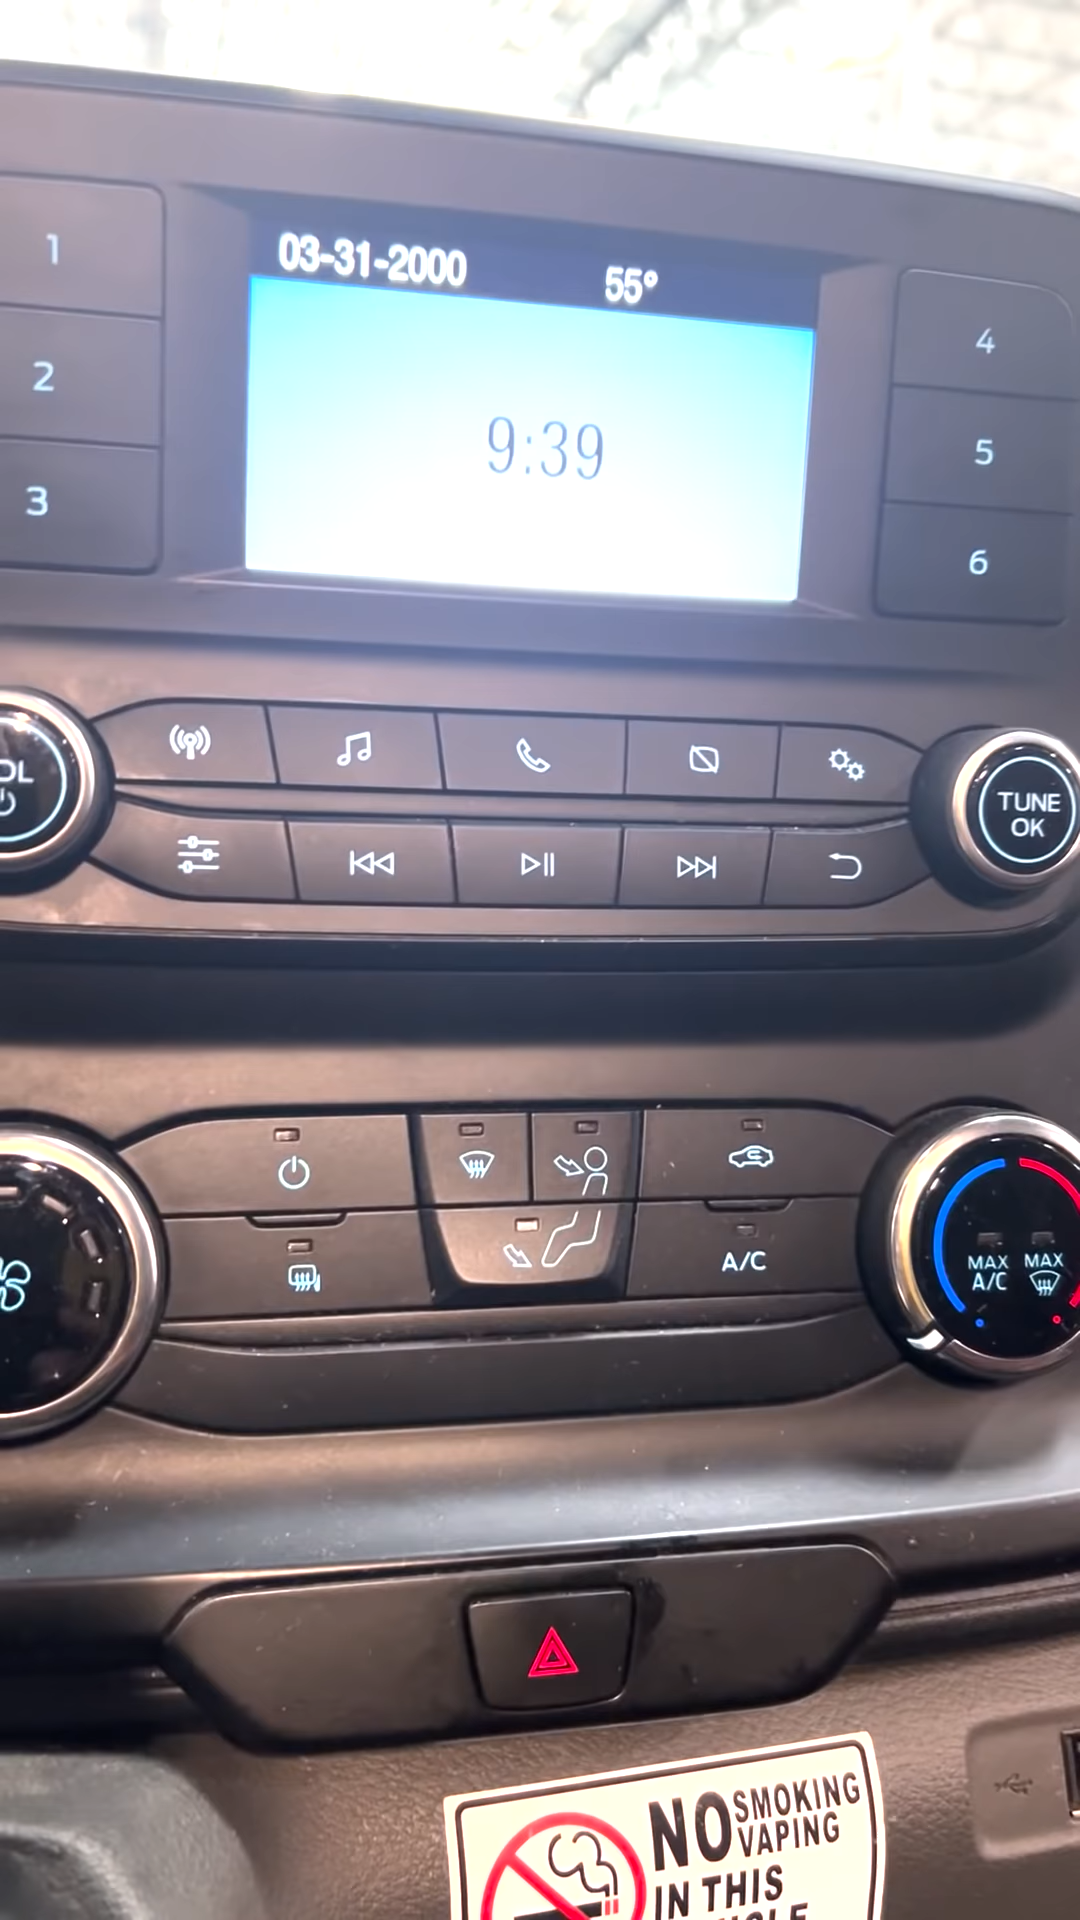 03-31-2000 55°
9:39
1
2
3
4
5
6
TUNE
OK
A/C
MAX
A/C
MAX
NO SMOKING
VAPING
IN THIS